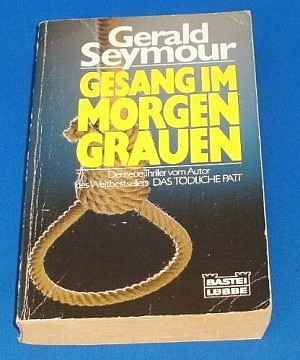 Gerald
Seymour
GESANG IM
MORGEN
GRAUEN
Der neue Thriller vom Autor
des Weltbestsellers DAS TÖDLICHE PATT
BASTEI
LÜBBE